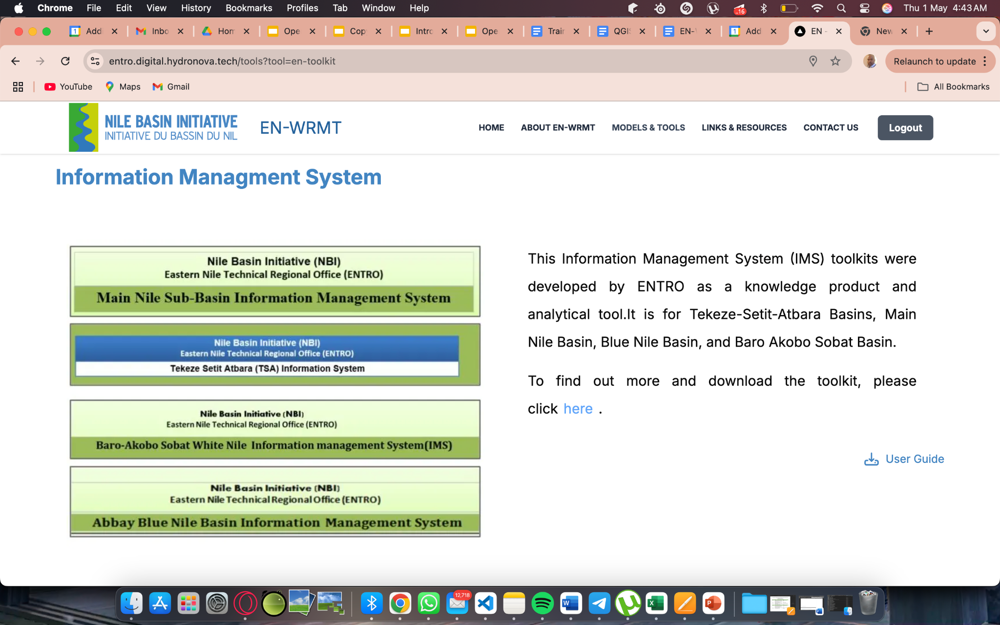 Chrome File Edit View History Bookmarks Profiles Tab Window Help
..16
Thu 1 May 4:43 AM
1 Add Inbo Hom Ope Cop Intro Ope Train QGIS EN- 1 Add EN - New
entro.digital.hydronova.tech/tools?tool=en-toolkit
Relaunch to update
YouTube Maps Gmail
All Bookmarks
NILE BASIN INITIATIVE
INITIATIVE DU BASSIN DU NIL
EN-WRMT
HOME ABOUT EN-WRMT MODELS & TOOLS LINKS & RESOURCES CONTACT US Logout
Information Managment System
Nile Basin Initiative (NBI)
Eastern Nile Technical Regional Office (ENTRO)
Main Nile Sub-Basin Information Management System
Nile Basin Initiative (NBI)
Eastern Nile Technical Regional Office (ENTRO)
Tekeze Setit Atbara (TSA) Information System
Nile Basin Initiative (NBI)
Eastern Nile Technical Regional Office (ENTRO)
Baro-Akobo Sobat White Nile Information management System(IMS)
Nile Basin Initiative (NBI)
Eastern Nile Technical Regional Office (ENTRO)
Abbay Blue Nile Basin Information Management System
This Information Management System (IMS) toolkits were
developed by ENTRO as a knowledge product and
analytical tool.It is for Tekeze-Setit-Atbara Basins, Main
Nile Basin, Blue Nile Basin, and Baro Akobo Sobat Basin.
To find out more and download the toolkit, please
click here .
User Guide
12,718